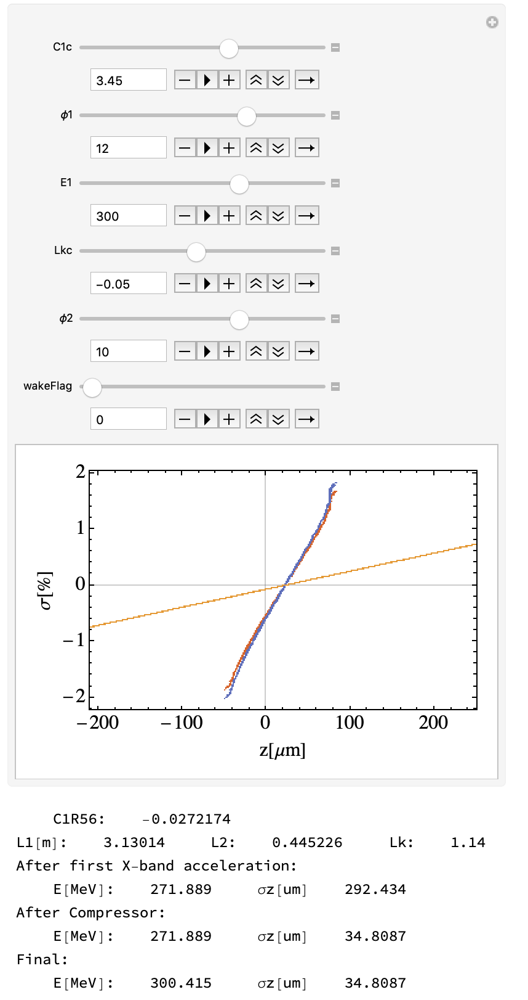 C1c
3.45
ϕ1
12
E1
300
Lkc
−0.05
ϕ2
10
wakeFlag
0
2
1
0
−1
−2
σ[%]
−200 −100 0 100 200
z[μm]
C1R56: −0.0272174
L1[m]: 3.13014 L2: 0.445226 Lk: 1.14
After first X−band acceleration:
E[MeV]: 271.889 σz[um] 292.434
After Compressor:
E[MeV]: 271.889 σz[um] 34.8087
Final:
E[MeV]: 300.415 σz[um] 34.8087